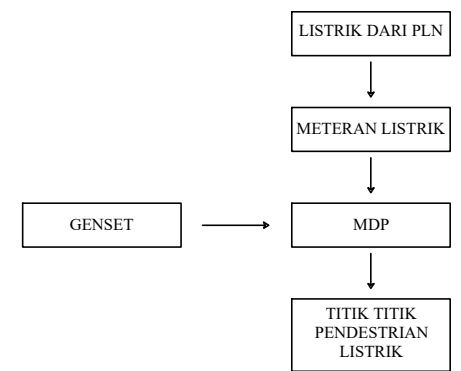 LISTRIK DARI PLN
METERAN LISTRIK
GENSET
MDP
TITIK TITIK
PENDESTRIAN
LISTRIK